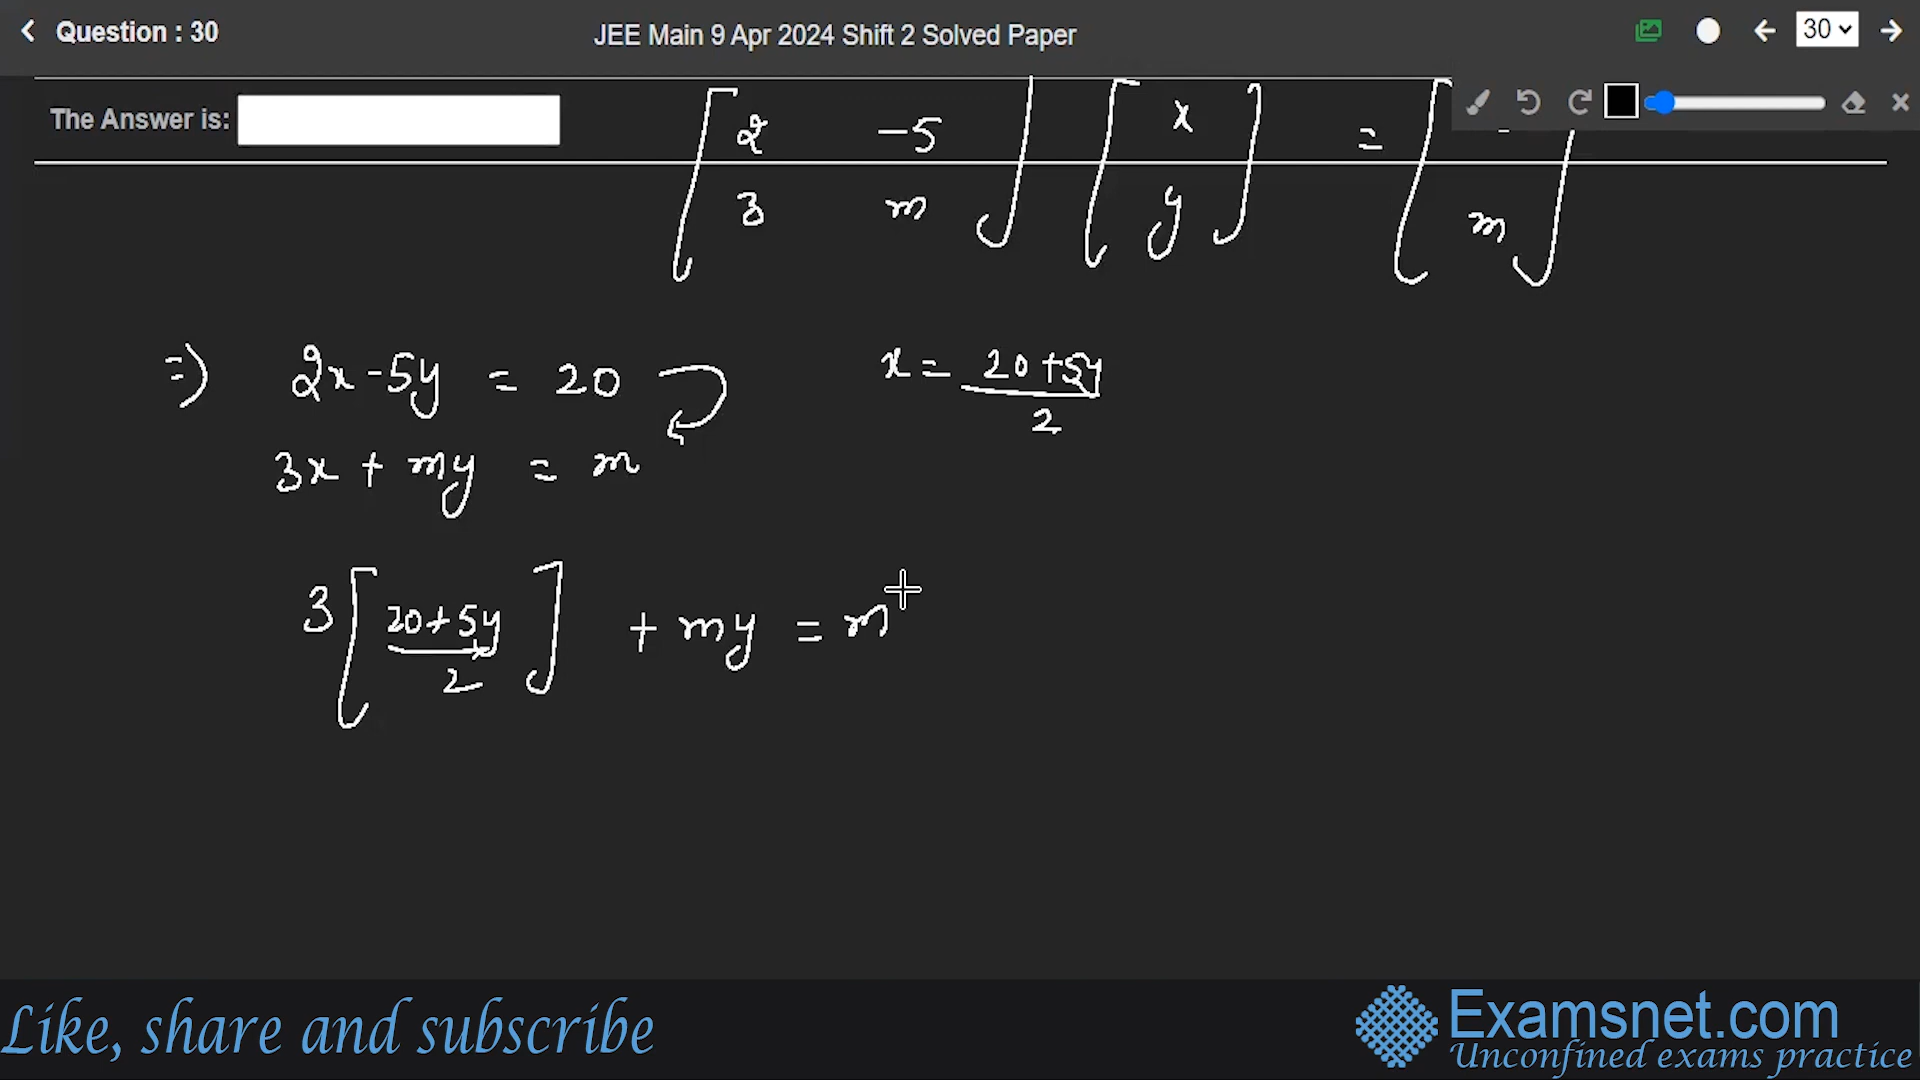 Question : 30
JEE Main 9 Apr 2024 Shift 2 Solved Paper
30
The Answer is:
[2 -5] [x] = [
3 m y m]
=) 2x - 5y = 20 x = 20 + 5y / 2
3x + my = m
3 [20 + 5y / 2] + my = m
Like, share and subscribe
Examsnet.com
Unconfined exams practice